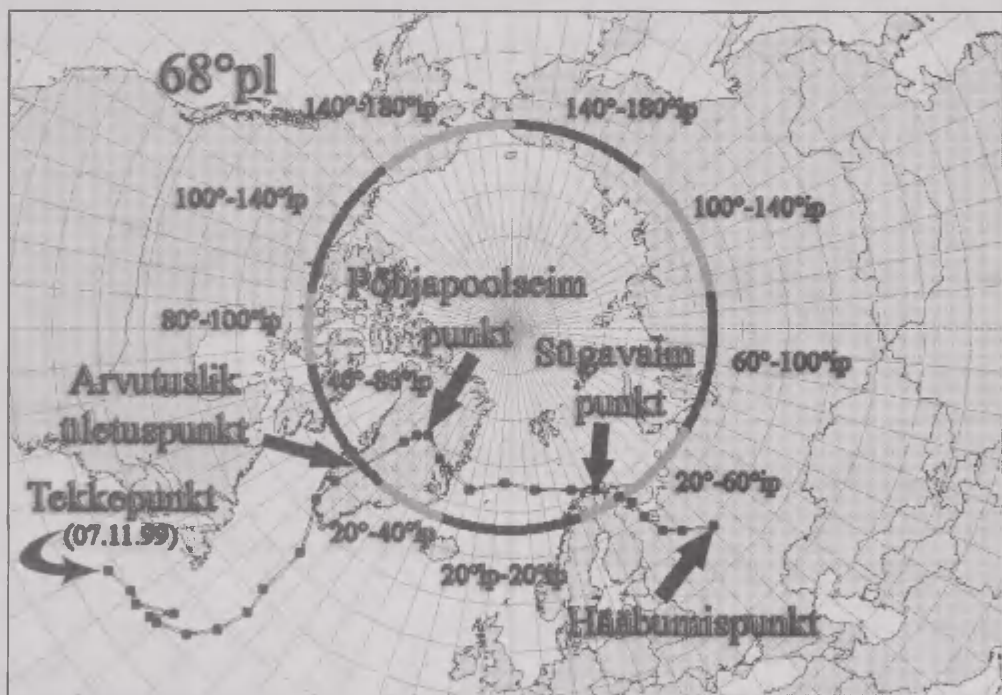 68°pl
140°-180°ip
140°-180°ip
100°-140°ip
100°-140°ip
Põhjapoolseim
punkt
80°-100°ip
Sügavaim
punkt
60°-100°ip
Arvutuslik
ületuspunkt
40°-80°ip
Tekkepunkt
(07.11.99)
20°-60°ip
20°-40°ip
20°ip-20°ip
Hääbumispunkt